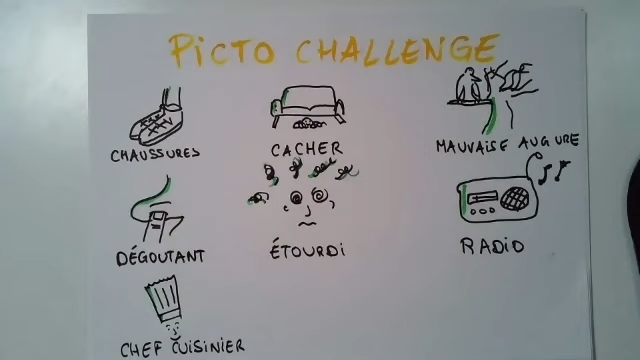 PiCTO CHALLENGE
CHAUSSURES
CACHER
MAUVAISE AUGURE
DÉGOUTANT
ÉTOURDi
RADiO
CHEF CUISINIER